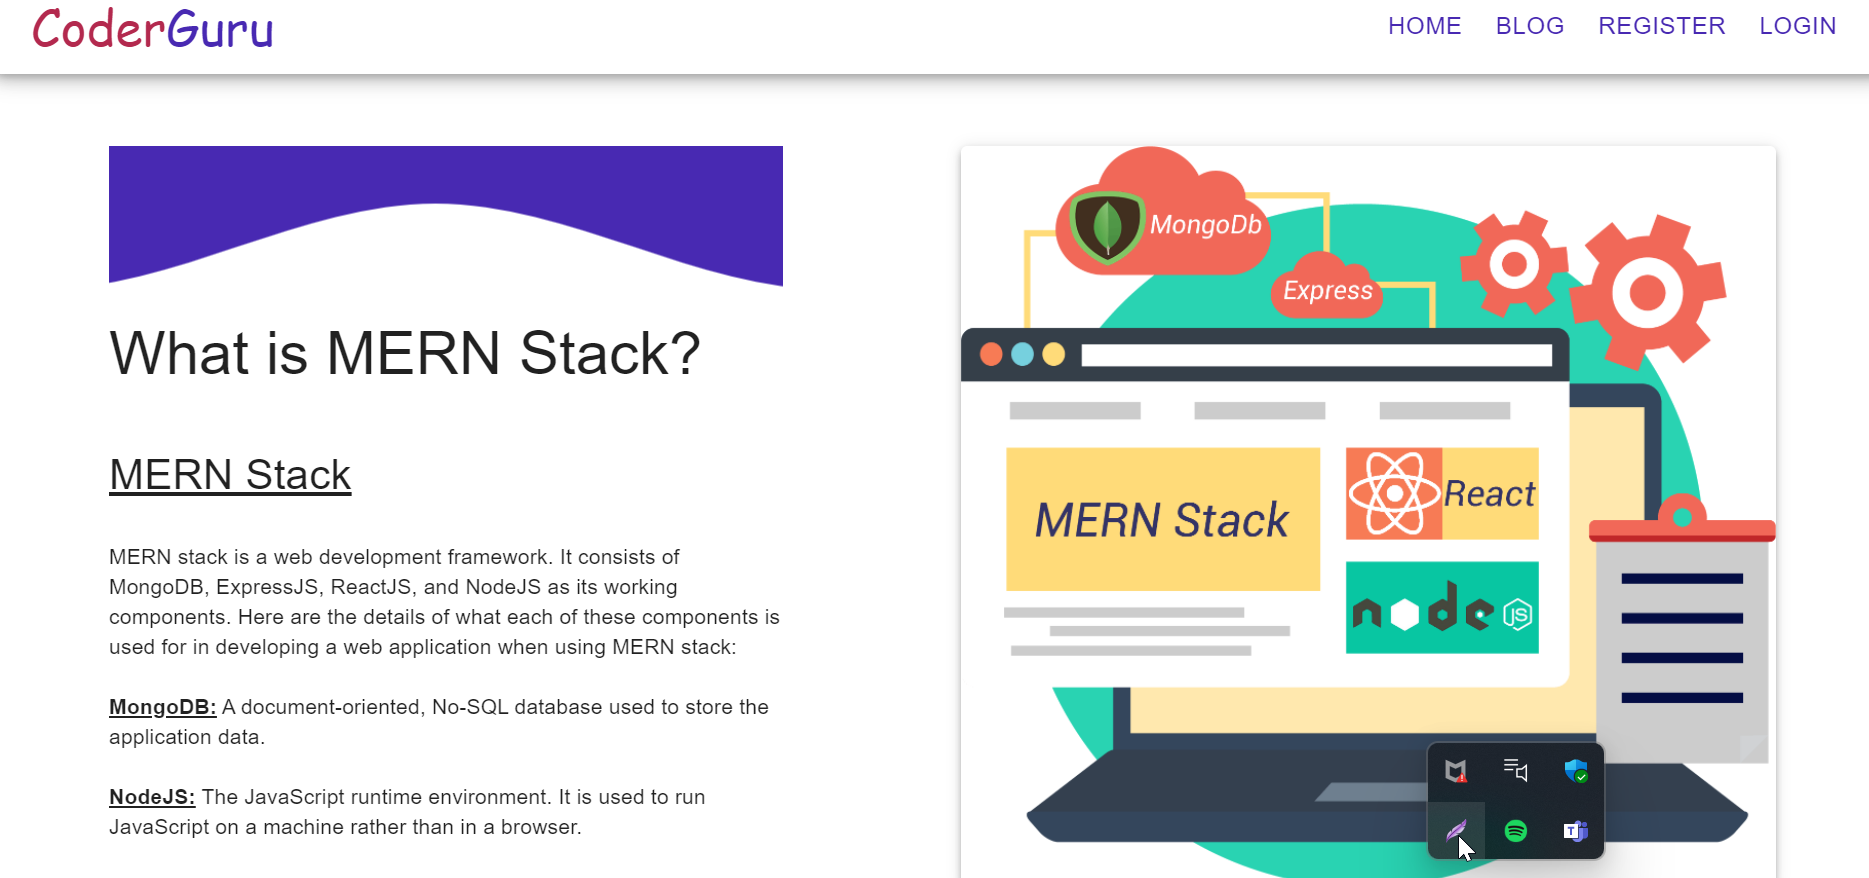 CoderGuru
HOME BLOG REGISTER LOGIN
What is MERN Stack?
MERN Stack
MERN stack is a web development framework. It consists of
MongoDB, ExpressJS, ReactJS, and NodeJS as its working
components. Here are the details of what each of these components is
used for in developing a web application when using MERN stack:
MongoDB: A document-oriented, No-SQL database used to store the
application data.
NodeJS: The JavaScript runtime environment. It is used to run
JavaScript on a machine rather than in a browser.
MongoDb
Express
MERN Stack
React
node JS
T